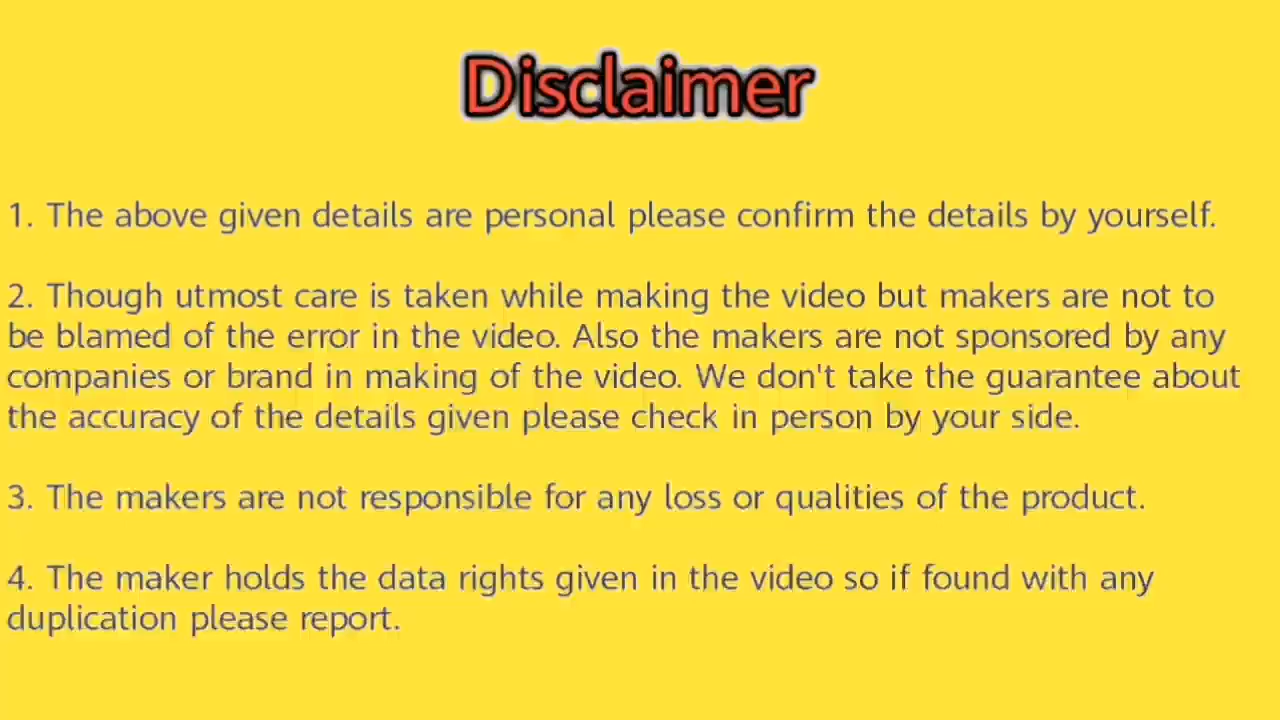 Disclaimer
1. The above given details are personal please confirm the details by yourself.
2. Though utmost care is taken while making the video but makers are not to
be blamed of the error in the video. Also the makers are not sponsored by any
companies or brand in making of the video. We don't take the guarantee about
the accuracy of the details given please check in person by your side.
3. The makers are not responsible for any loss or qualities of the product.
4. The maker holds the data rights given in the video so if found with any
duplication please report.